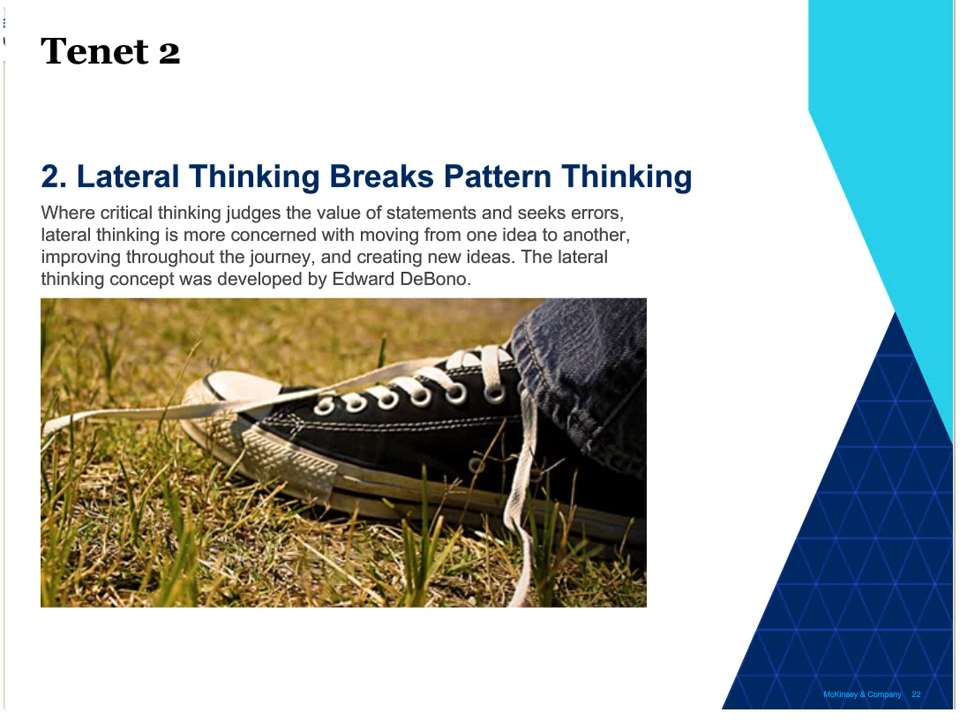 Tenet 2
2. Lateral Thinking Breaks Pattern Thinking
Where critical thinking judges the value of statements and seeks errors,
lateral thinking is more concerned with moving from one idea to another,
improving throughout the journey, and creating new ideas. The lateral
thinking concept was developed by Edward DeBono.
McKinsey & Company 22